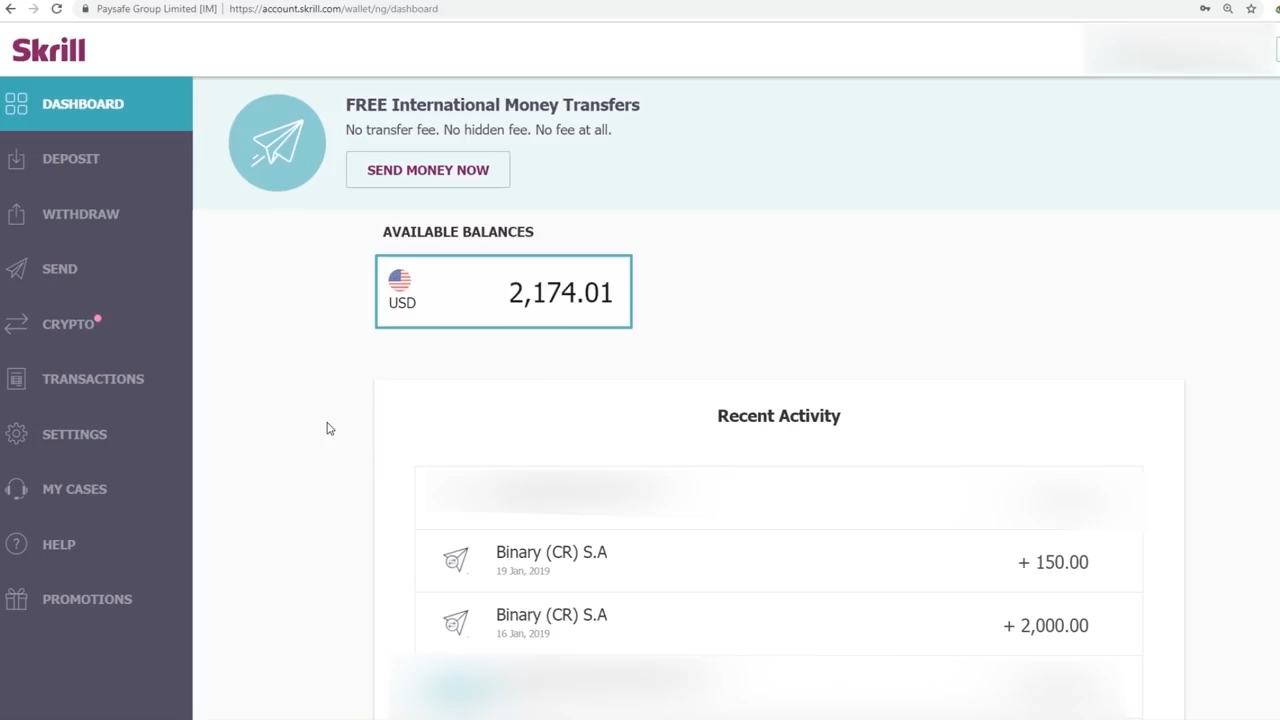 Paysafe Group Limited [IM] | https://account.skrill.com/wallet/ng/dashboard
Skrill
DASHBOARD
DEPOSIT
WITHDRAW
SEND
CRYPTO
TRANSACTIONS
SETTINGS
MY CASES
HELP
PROMOTIONS
FREE International Money Transfers
No transfer fee. No hidden fee. No fee at all.
SEND MONEY NOW
AVAILABLE BALANCES
USD 2,174.01
Recent Activity
Binary (CR) S.A + 150.00
19 Jan, 2019
Binary (CR) S.A + 2,000.00
16 Jan, 2019